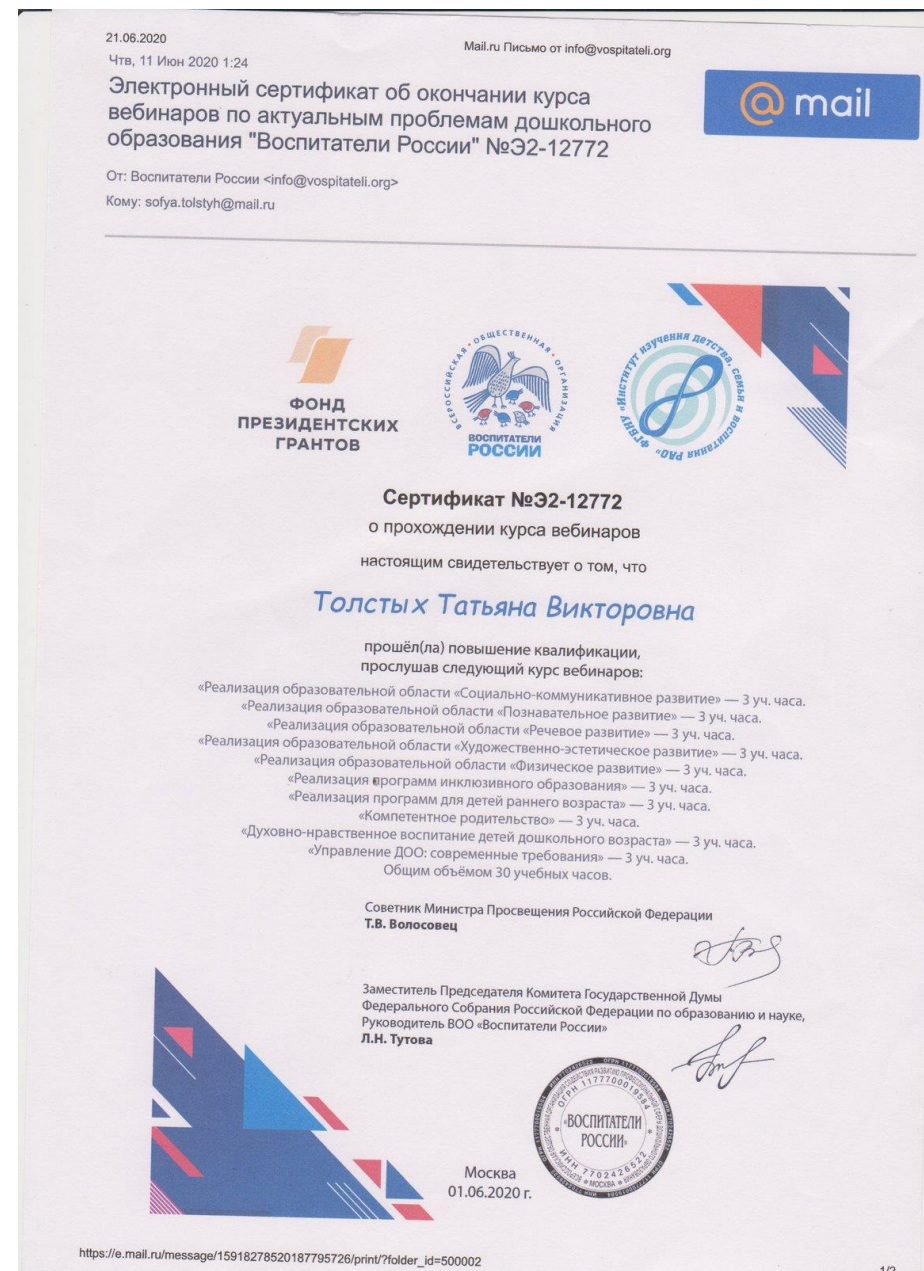 21.06.2020
Mail.ru Письмо от info@vospitateli.org
Чтв, 11 Июн 2020 1:24
Электронный сертификат об окончании курса
вебинаров по актуальным проблемам дошкольного
образования "Воспитатели России" №Э2-12772
@ mail
От: Воспитатели России <info@vospitateli.org>
Кому: sofya.tolstyh@mail.ru
ФОНД
ПРЕЗИДЕНТСКИХ
ГРАНТОВ
ВСЕРОССИЙСКАЯ • ОБЩЕСТВЕННАЯ • ОРГАНИЗАЦИЯ
ВОСПИТАТЕЛИ
РОССИИ
ФГБНУ «Институт изучения детства, семьи и воспитания РАО»
Сертификат №Э2-12772
о прохождении курса вебинаров
настоящим свидетельствует о том, что
Толстых Татьяна Викторовна
прошёл(ла) повышение квалификации,
прослушав следующий курс вебинаров:
«Реализация образовательной области «Социально-коммуникативное развитие» — 3 уч. часа.
«Реализация образовательной области «Познавательное развитие» — 3 уч. часа.
«Реализация образовательной области «Речевое развитие» — 3 уч. часа.
«Реализация образовательной области «Художественно-эстетическое развитие» — 3 уч. часа.
«Реализация образовательной области «Физическое развитие» — 3 уч. часа.
«Реализация программ инклюзивного образования» — 3 уч. часа.
«Реализация программ для детей раннего возраста» — 3 уч. часа.
«Компетентное родительство» — 3 уч. часа.
«Духовно-нравственное воспитание детей дошкольного возраста» — 3 уч. часа.
«Управление ДОО: современные требования» — 3 уч. часа.
Общим объёмом 30 учебных часов.
Советник Министра Просвещения Российской Федерации
Т.В. Волосовец
Заместитель Председателя Комитета Государственной Думы
Федерального Собрания Российской Федерации по образованию и науке,
Руководитель ВОО «Воспитатели России»
Л.Н. Тутова
ОГРН 1177700019584
«ВОСПИТАТЕЛИ
РОССИИ»
ИНН 7702426522
МОСКВА
Москва
01.06.2020 г.
https://e.mail.ru/message/15918278520187795726/print/?folder_id=500002
1/2